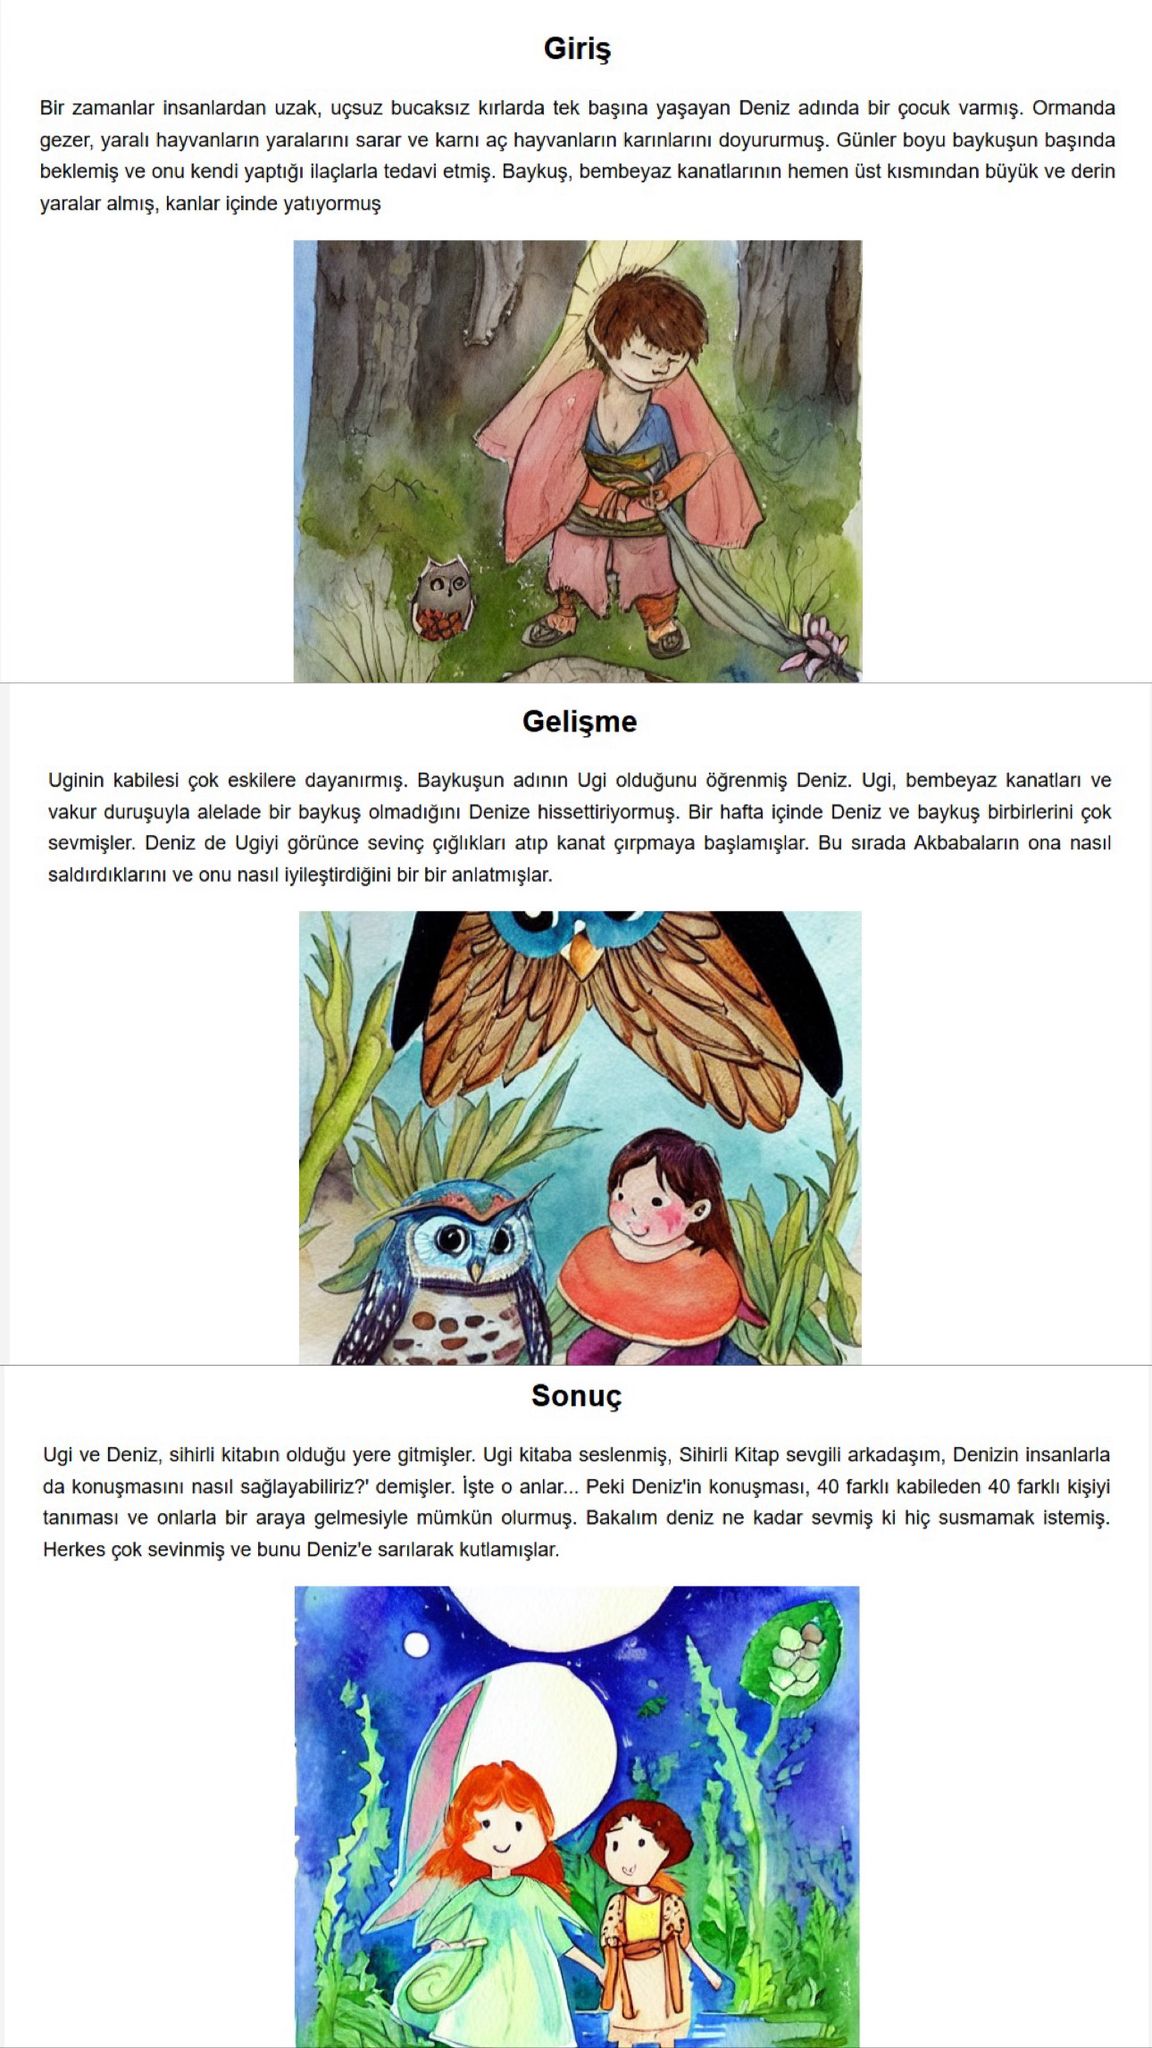 Giriş
Bir zamanlar insanlardan uzak, uçsuz bucaksız kırlarda tek başına yaşayan Deniz adında bir çocuk varmış. Ormanda
gezer, yaralı hayvanların yaralarını sarar ve karnı aç hayvanların karınlarını doyururmuş. Günler boyu baykuşun başında
beklemiş ve onu kendi yaptığı ilaçlarla tedavi etmiş. Baykuş, bembeyaz kanatlarının hemen üst kısmından büyük ve derin
yaralar almış, kanlar içinde yatıyormuş
Gelişme
Uginin kabilesi çok eskilere dayanırmış. Baykuşun adının Ugi olduğunu öğrenmiş Deniz. Ugi, bembeyaz kanatları ve
vakur duruşuyla alelade bir baykuş olmadığını Denize hissettiriyormuş. Bir hafta içinde Deniz ve baykuş birbirlerini çok
sevmişler. Deniz de Ugiyi görünce sevinç çığlıkları atıp kanat çırpmaya başlamışlar. Bu sırada Akbabaların ona nasıl
saldırdıklarını ve onu nasıl iyileştirdiğini bir bir anlatmışlar.
Sonuç
Ugi ve Deniz, sihirli kitabın olduğu yere gitmişler. Ugi kitaba seslenmiş, Sihirli Kitap sevgili arkadaşım, Denizin insanlarla
da konuşmasını nasıl sağlayabiliriz?' demişler. İşte o anlar... Peki Deniz'in konuşması, 40 farklı kabileden 40 farklı kişiyi
tanıması ve onlarla bir araya gelmesiyle mümkün olurmuş. Bakalım deniz ne kadar sevmiş ki hiç susmamak istemiş.
Herkes çok sevinmiş ve bunu Deniz'e sarılarak kutlamışlar.